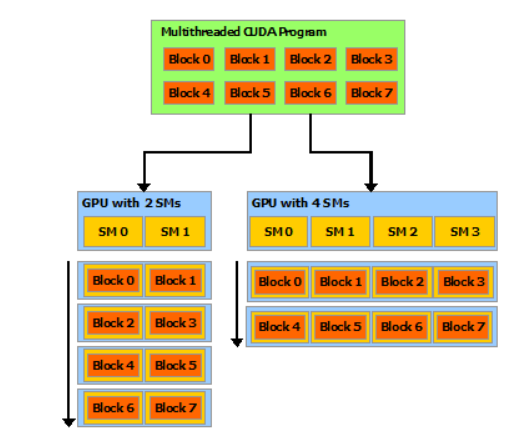 Multithreaded CUDA Program
Block 0 Block 1 Block 2 Block 3
Block 4 Block 5 Block 6 Block 7
GPU with 2 SMs
SM 0 SM 1
Block 0 Block 1
Block 2 Block 3
Block 4 Block 5
Block 6 Block 7
GPU with 4 SMs
SM 0 SM 1 SM 2 SM 3
Block 0 Block 1 Block 2 Block 3
Block 4 Block 5 Block 6 Block 7